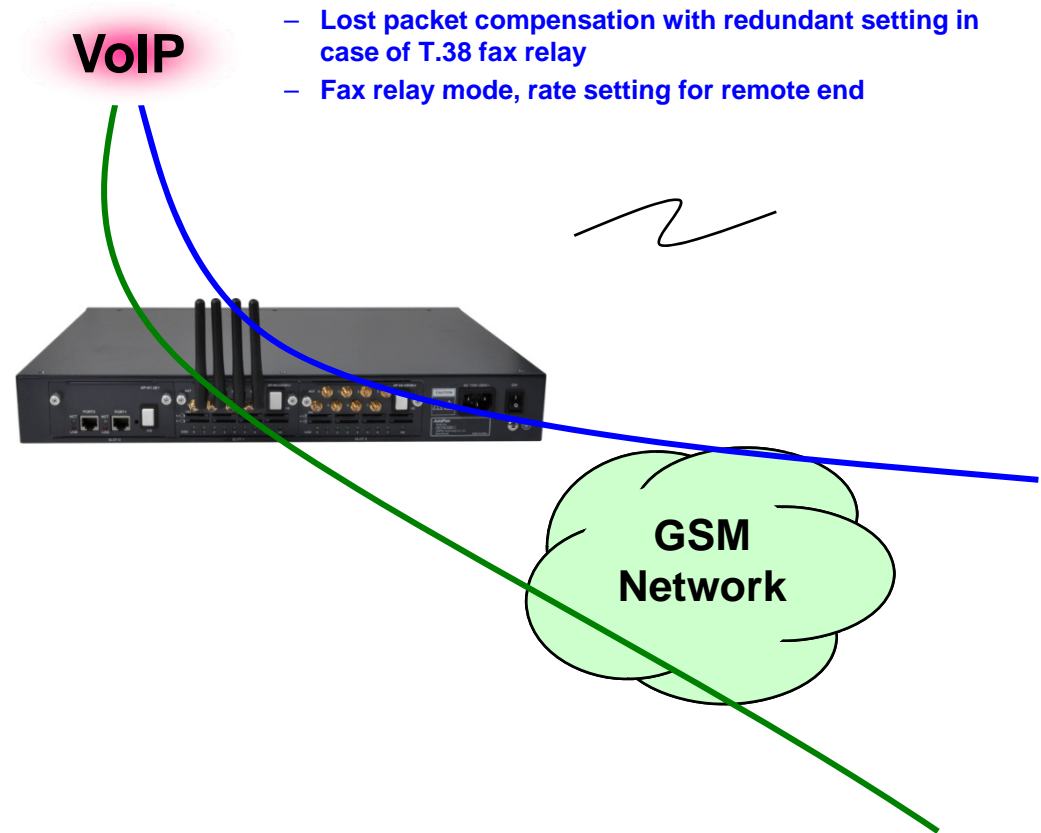 VoIP
– Lost packet compensation with redundant setting in
case of T.38 fax relay
– Fax relay mode, rate setting for remote end
GSM
Network